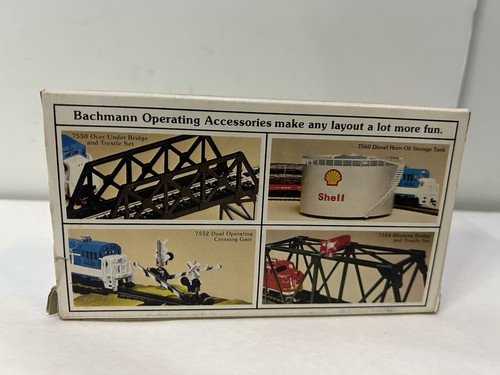 Bachmann Operating Accessories make any layout a lot more fun.
7550 Over/Under Bridge
and Trestle Set
7560 Diesel Horn Oil Storage Tank
Shell
7552 Dual Operating
Crossing Gate
Bridge
and Trestle Set